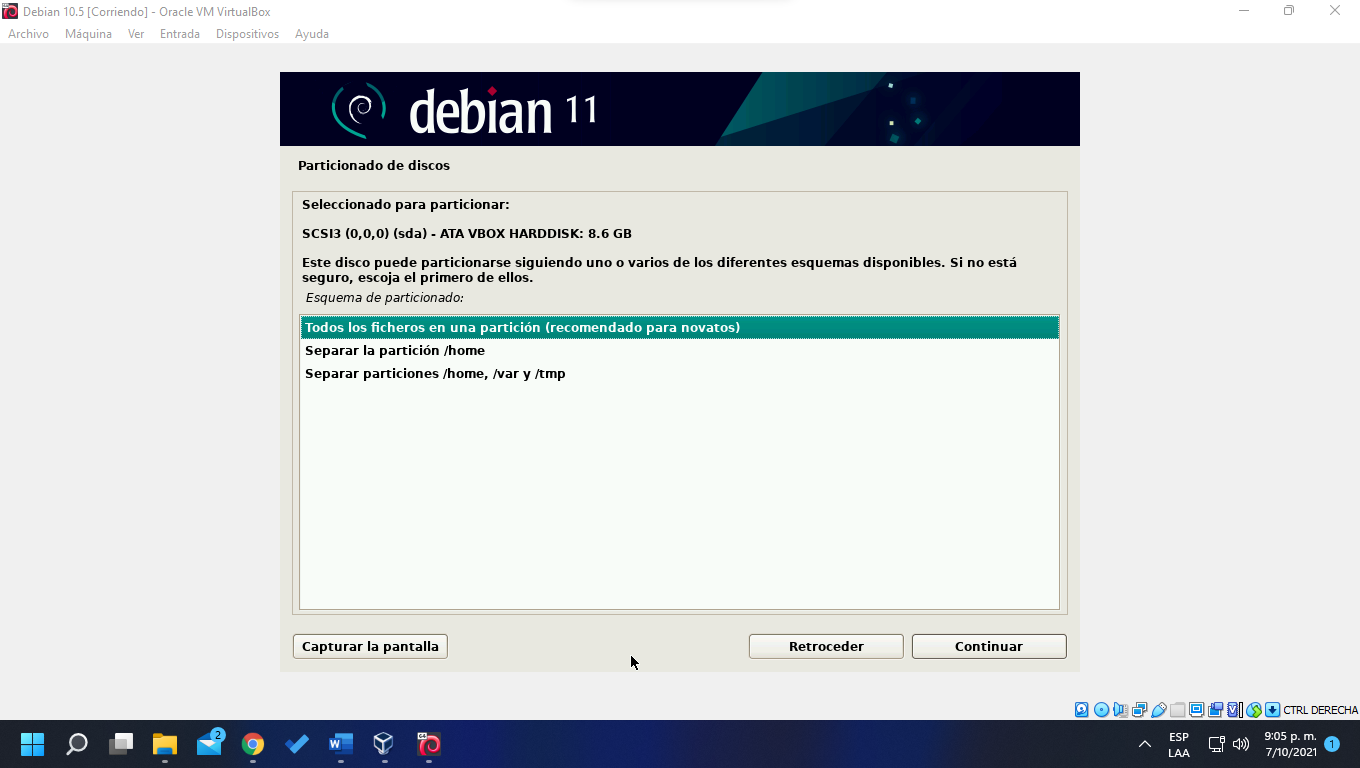 Debian 10.5 [Corriendo] - Oracle VM VirtualBox
Archivo Máquina Ver Entrada Dispositivos Ayuda
debian 11
Particionado de discos
Seleccionado para particionar:
SCSI3 (0,0,0) (sda) - ATA VBOX HARDDISK: 8.6 GB
Este disco puede particionarse siguiendo uno o varios de los diferentes esquemas disponibles. Si no está
seguro, escoja el primero de ellos.
Esquema de particionado:
Todos los ficheros en una partición (recomendado para novatos)
Separar la partición /home
Separar particiones /home, /var y /tmp
Capturar la pantalla Retroceder Continuar
CTRL DERECHA
2
ESP
LAA
9:05 p. m.
7/10/2021
1